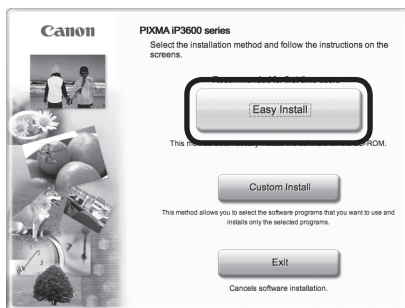 Canon
PIXMA iP3600 series
Select the installation method and follow the instructions on the
screens.
Easy Install
This
CD-ROM.
Custom Install
This method allows you to select the software programs that you want to use and
installs only the selected programs.
Exit
Cancels software installation.